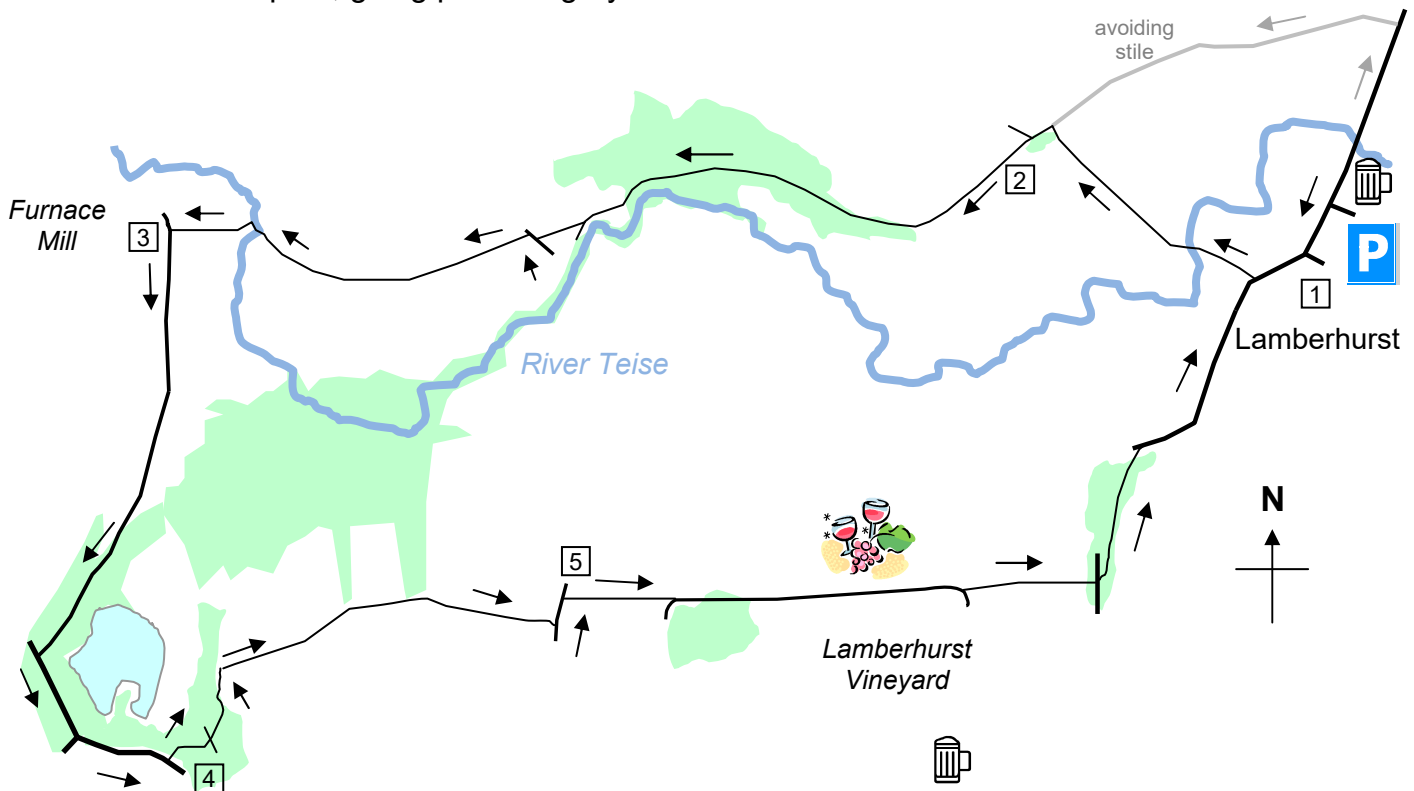 avoiding
stile
2
Furnace
Mill
3
P
1
Lamberhurst
River Teise
N
5
Lamberhurst
Vineyard
4